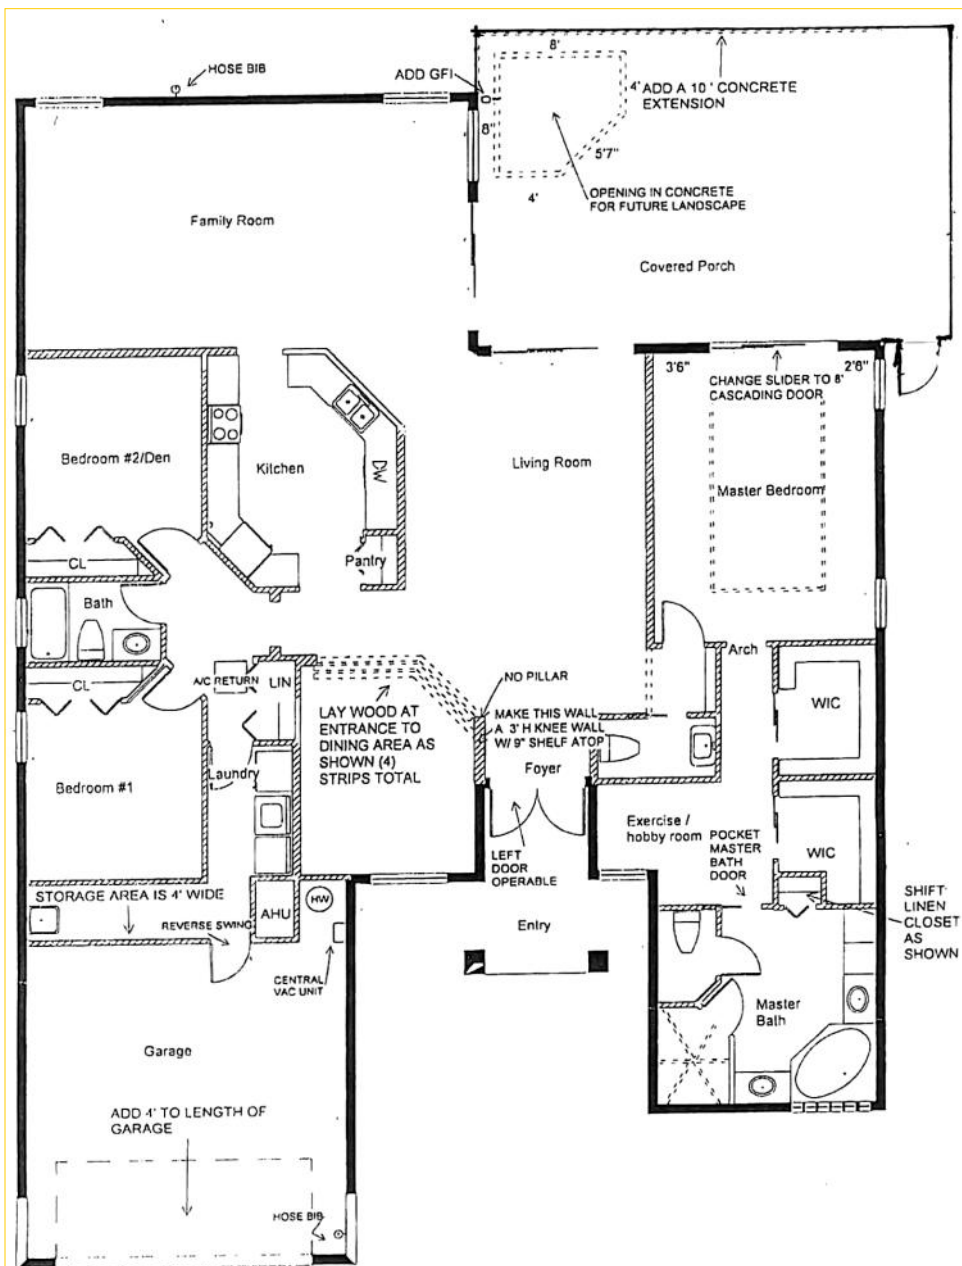 HOSE BIB
ADD GFI
8'
4'
ADD A 10 ' CONCRETE
EXTENSION
8"
5'7"
4'
OPENING IN CONCRETE
FOR FUTURE LANDSCAPE
Family Room
Covered Porch
3'6"
2'6"
CHANGE SLIDER TO 8'
CASCADING DOOR
Bedroom #2/Den
Kitchen
DW
Living Room
Master Bedroom
Pantry
CL
Bath
Arch
CL
A/C RETURN
LIN
NO PILLAR
WIC
LAY WOOD AT
ENTRANCE TO
DINING AREA AS
SHOWN (4)
STRIPS TOTAL
MAKE THIS WALL
A 3' H KNEE WALL
W/ 9" SHELF ATOP
Foyer
Laundry
Bedroom #1
Exercise /
hobby room
POCKET
MASTER
BATH
DOOR
WIC
LEFT
DOOR
OPERABLE
STORAGE AREA IS 4' WIDE
HW
AHU
REVERSE SWING
Entry
SHIFT
LINEN
CLOSET
AS
SHOWN
CENTRAL
VAC UNIT
Master
Bath
Garage
ADD 4' TO LENGTH OF
GARAGE
HOSE BIB